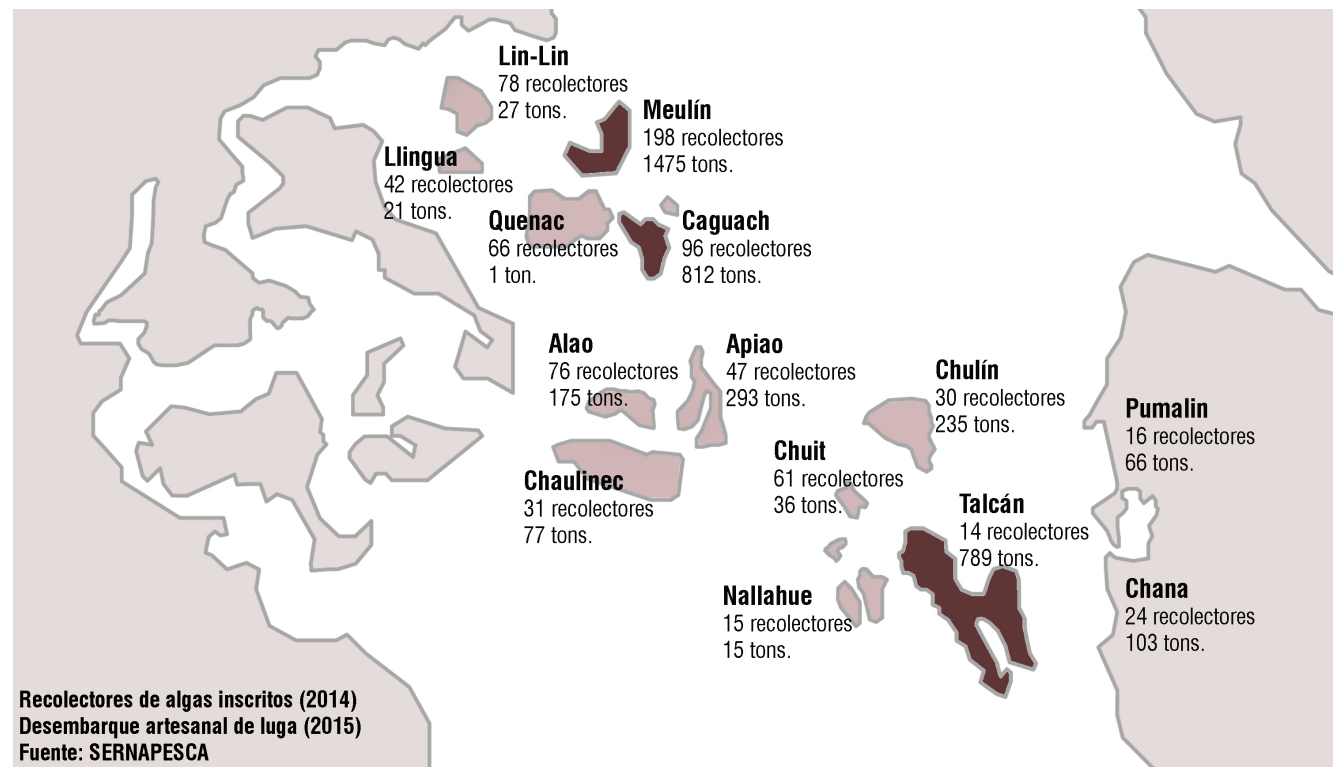 Lin-Lin
78 recolectores
27 tons.
Meulín
198 recolectores
1475 tons.
Llingua
42 recolectores
21 tons.
Quenac
66 recolectores
1 ton.
Caguach
96 recolectores
812 tons.
Alao
76 recolectores
175 tons.
Apiao
47 recolectores
293 tons.
Chulín
30 recolectores
235 tons.
Pumalin
16 recolectores
66 tons.
Chaulinec
31 recolectores
77 tons.
Chuit
61 recolectores
36 tons.
Talcán
14 recolectores
789 tons.
Nallahue
15 recolectores
15 tons.
Chana
24 recolectores
103 tons.
Recolectores de algas inscritos (2014)
Desembarque artesanal de luga (2015)
Fuente: SERNAPESCA